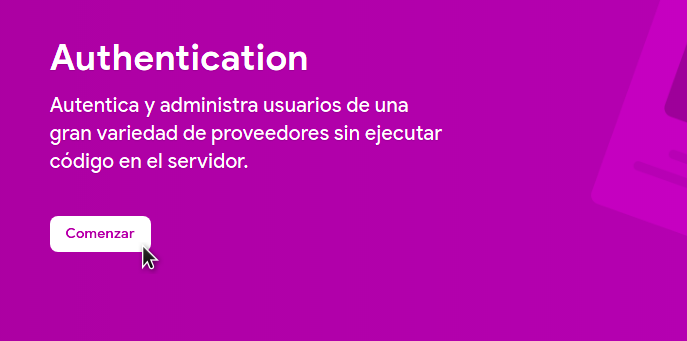 Authentication
Autentica y administra usuarios de una
gran variedad de proveedores sin ejecutar
código en el servidor.
Comenzar